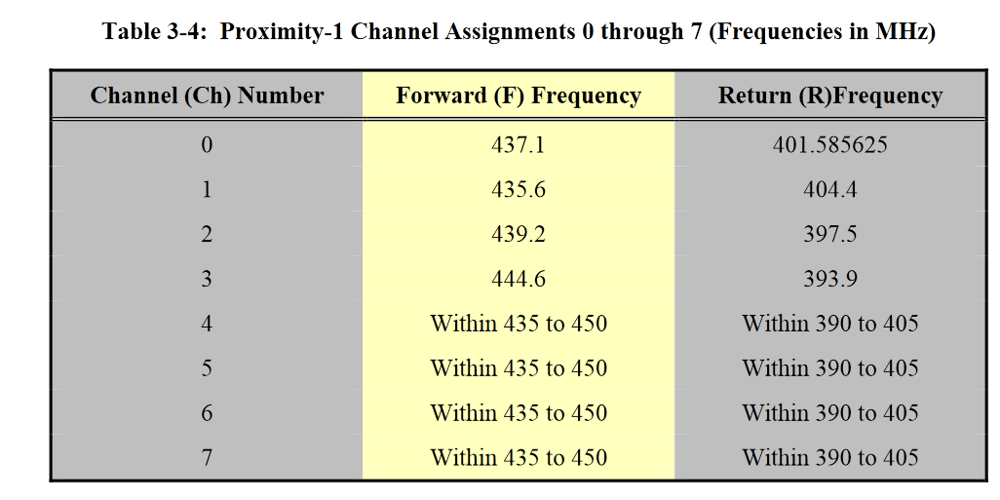 Table 3-4: Proximity-1 Channel Assignments 0 through 7 (Frequencies in MHz)
Channel (Ch) Number Forward (F) Frequency Return (R)Frequency
0 437.1 401.585625
1 435.6 404.4
2 439.2 397.5
3 444.6 393.9
4 Within 435 to 450 Within 390 to 405
5 Within 435 to 450 Within 390 to 405
6 Within 435 to 450 Within 390 to 405
7 Within 435 to 450 Within 390 to 405